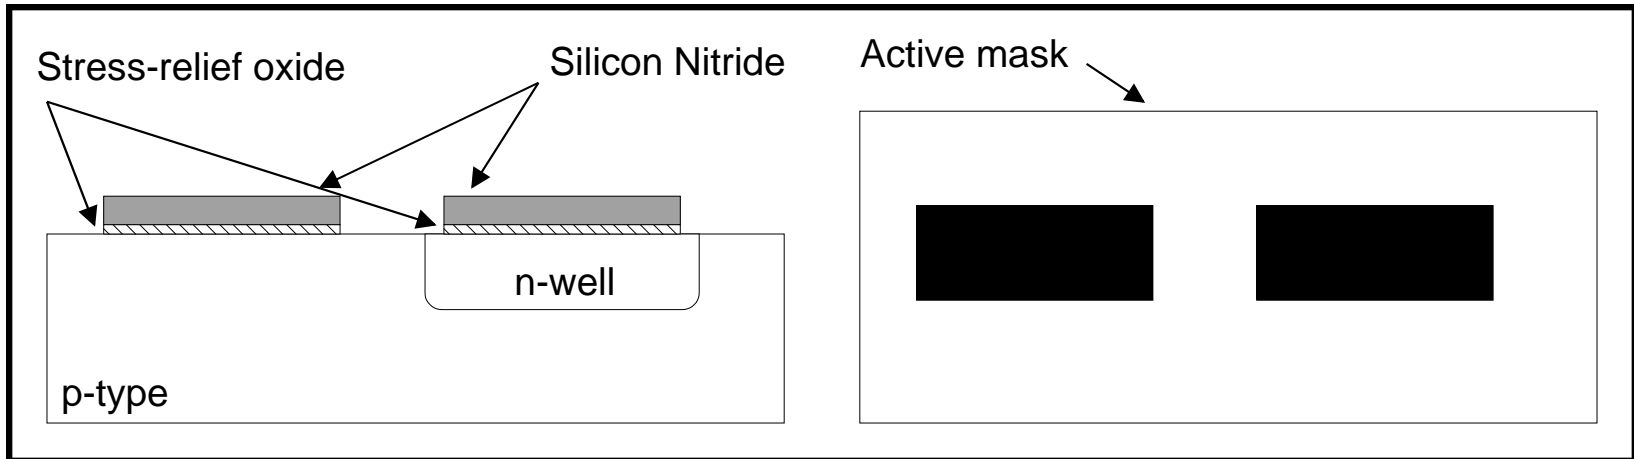 Stress-relief oxide
Silicon Nitride
Active mask
n-well
p-type